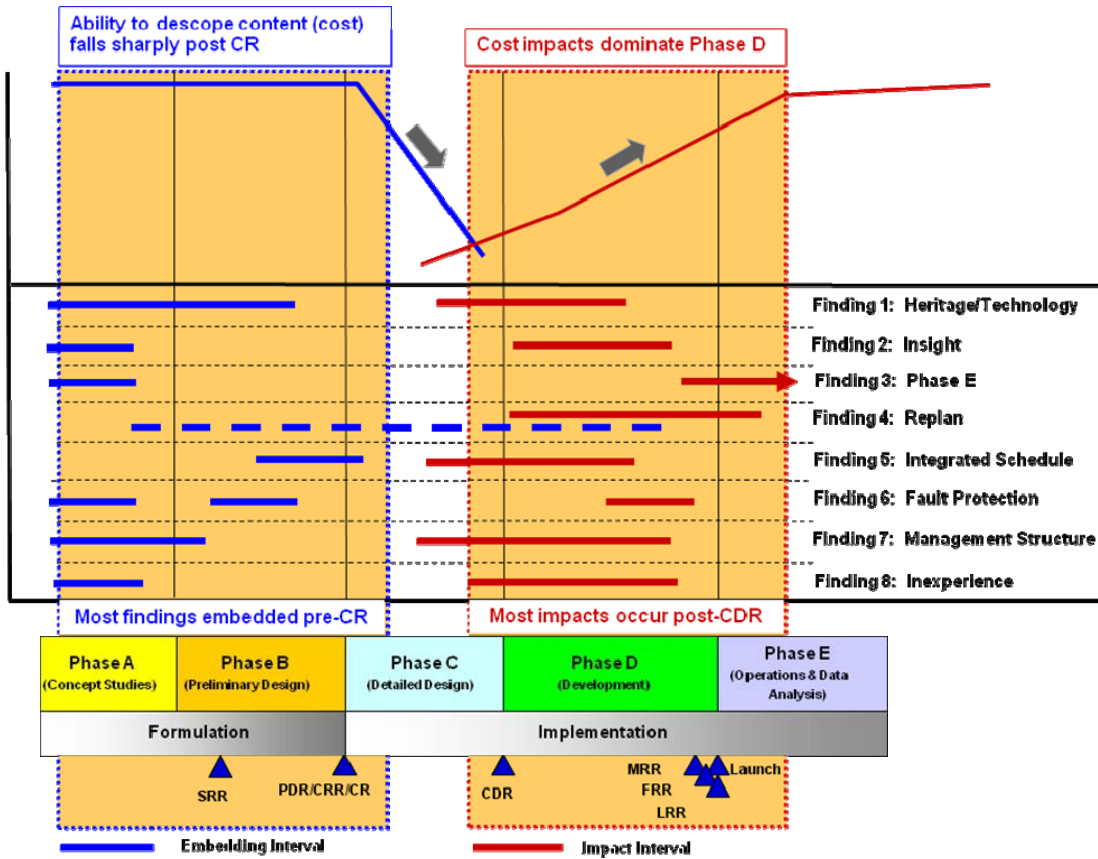 Ability to descope content (cost)
falls sharply post CR
Cost impacts dominate Phase D
Finding 1: Heritage/Technology
Finding 2: Insight
Finding 3: Phase E
Finding 4: Replan
Finding 5: Integrated Schedule
Finding 6: Fault Protection
Finding 7: Management Structure
Finding 8: Inexperience
Most findings embedded pre-CR
Most impacts occur post-CDR
Phase A
(Concept Studies)
Phase B
(Preliminary Design)
Phase C
(Detailed Design)
Phase D
(Development)
Phase E
(Operations & Data
Analysis)
Formulation
Implementation
SRR
PDR/CRR/CR
CDR
MRR
FRR
LRR
Launch
Embedding Interval
Impact Interval